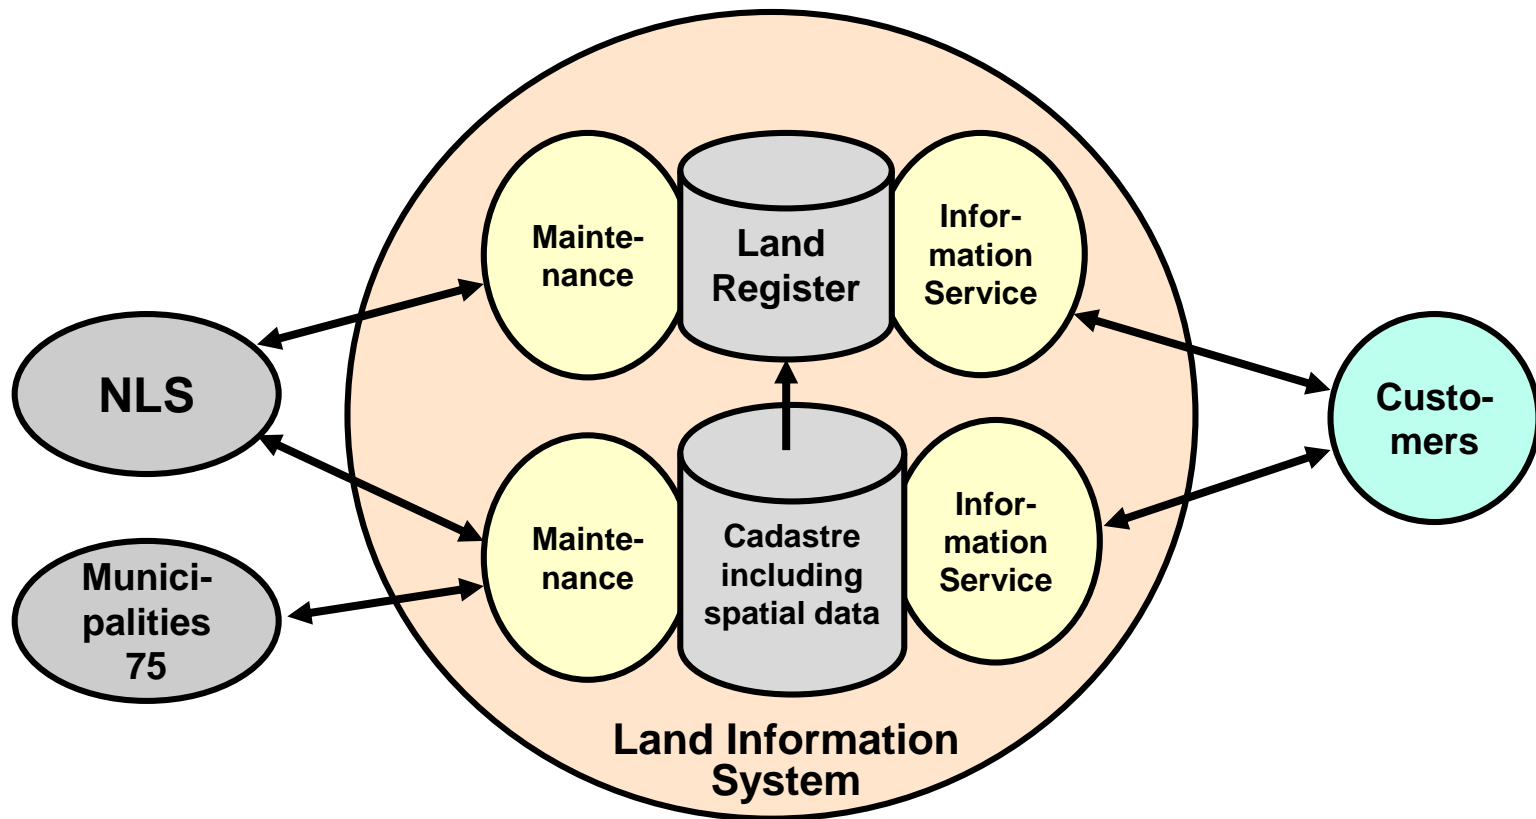 Mainte-
nance
Land
Register
Infor-
mation
Service
NLS
Custo-
mers
Mainte-
nance
Cadastre
including
spatial data
Infor-
mation
Service
Munici-
palities
75
Land Information
System